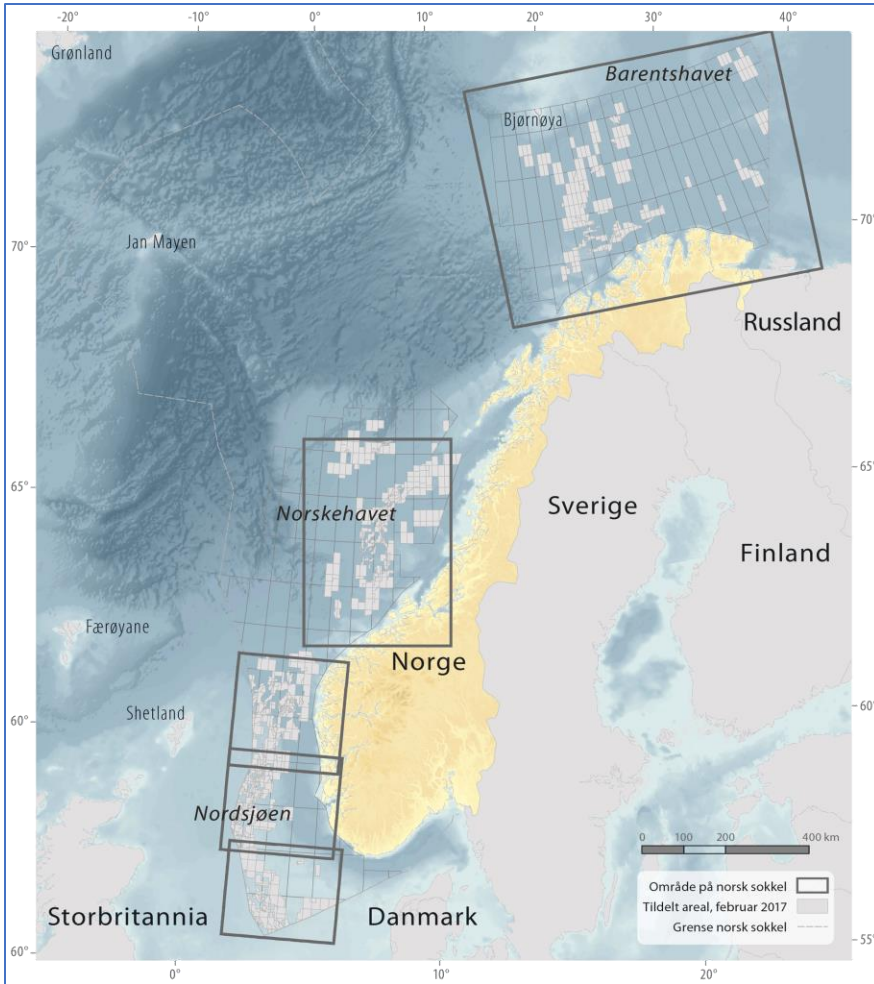 -20° -10° 0° 10° 20° 30° 40°
Grønland
Barentshavet
Bjørnøya
70° Jan Mayen 70°
Russland
65° 65°
Norskehavet Sverige
Finland
Færøyane
Norge
60° Shetland 60°
Nordsjøen
0 100 200 400 km
Område på norsk sokkel
Tildelt areal, februar 2017
Grense norsk sokkel
Storbritannia Danmark
60° 55°
0° 10° 20°